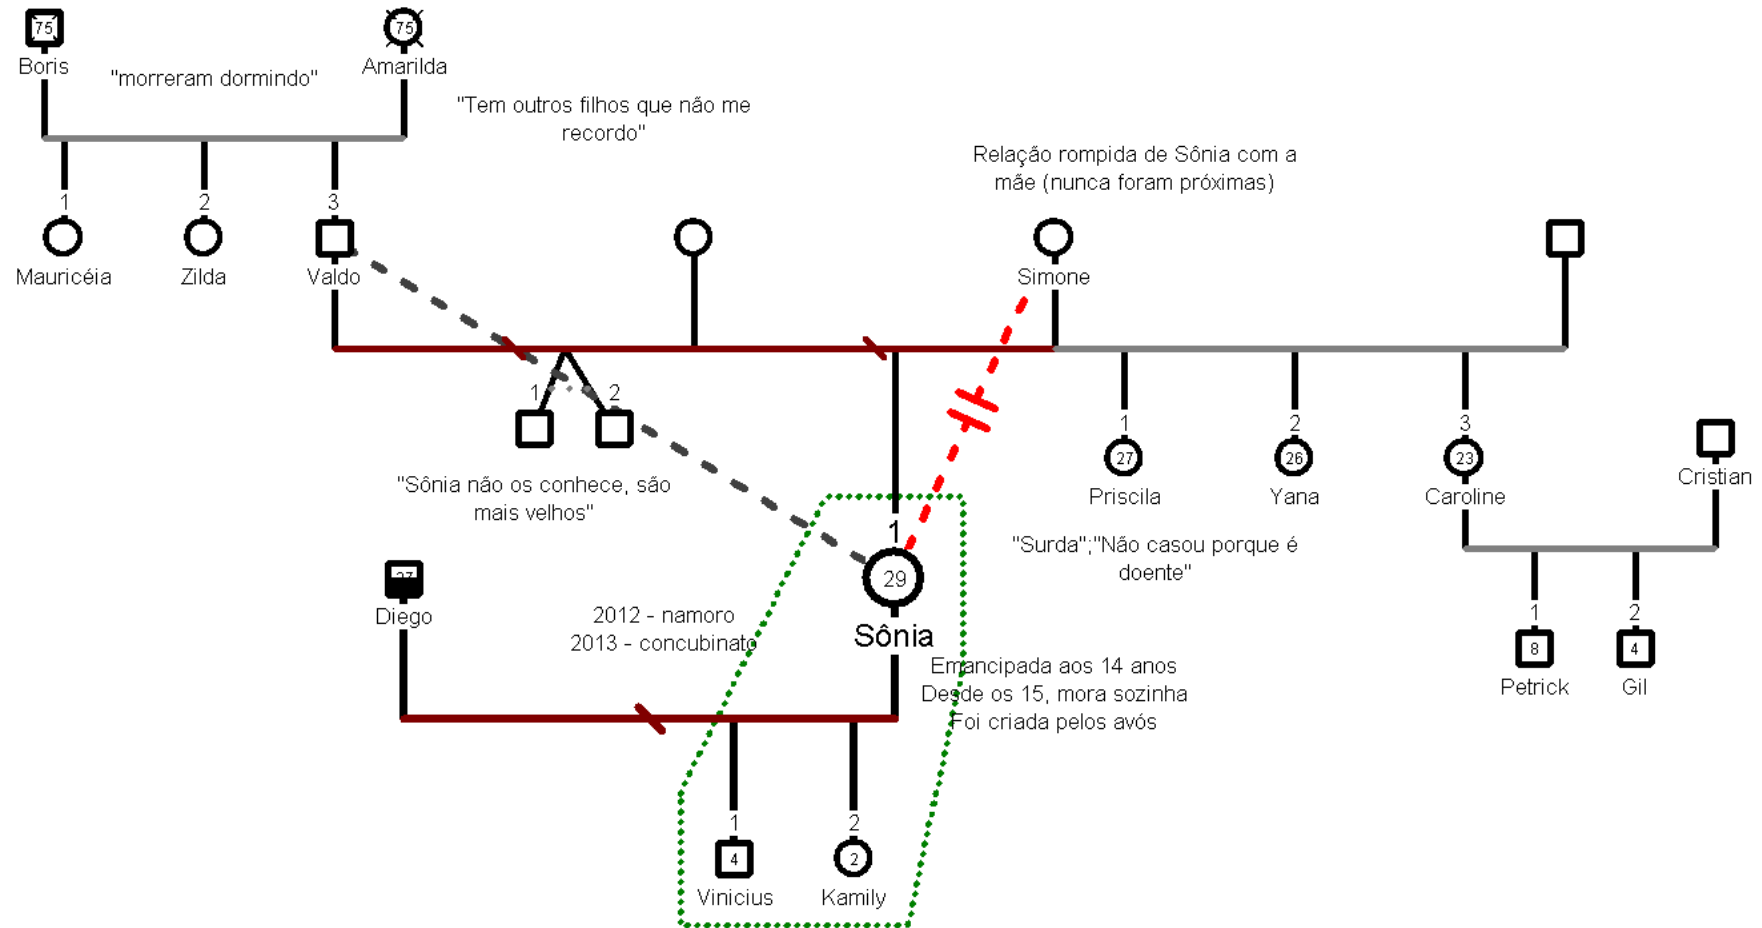 75
75
Boris
Amarilda
"morreram dormindo"
"Tem outros filhos que não me
recordo"
Relação rompida de Sônia com a
mãe (nunca foram próximas)
1
2
3
Mauricéia
Zilda
Valdo
Simone
1
2
"Sônia não os conhece, são
mais velhos"
1
2
3
27
26
23
Priscila
Yana
Caroline
Cristian
"Surda";"Não casou porque é
doente"
1
29
Sônia
27
Diego
2012 - namoro
2013 - concubinato
Emancipada aos 14 anos
Desde os 15, mora sozinha
Foi criada pelos avós
1
2
8
4
Petrick
Gil
1
2
4
2
Vinicius
Kamily